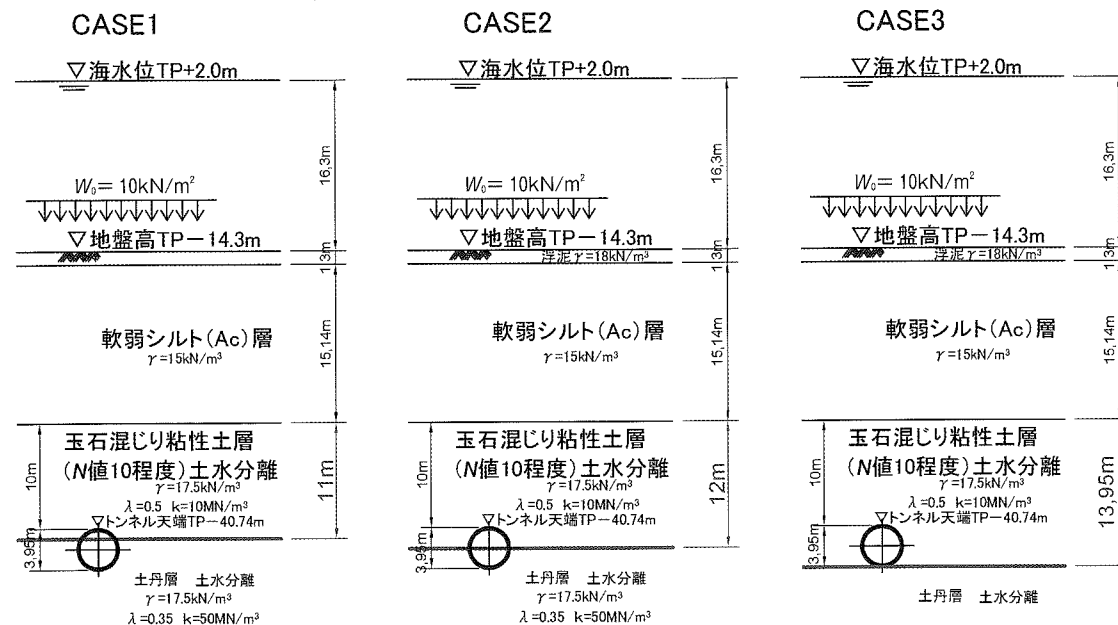 CASE1
▽海水位TP+2.0m
16,3m
W₀= 10kN/m²
▽地盤高TP−14.3m
1,3m
軟弱シルト(Ac)層
γ=15kN/m³
15,14m
玉石混じり粘性土層
(N値10程度)土水分離
γ=17.5kN/m³
λ=0.5 k=10MN/m³
▽トンネル天端TP−40.74m
10m
11m
3,95m
土丹層 土水分離
γ=17.5kN/m³
λ=0.35 k=50MN/m³
CASE2
▽海水位TP+2.0m
16,3m
W₀= 10kN/m²
▽地盤高TP−14.3m
浮泥γ=18kN/m³
1,3m
軟弱シルト(Ac)層
γ=15kN/m³
15,14m
玉石混じり粘性土層
(N値10程度)土水分離
γ=17.5kN/m³
λ=0.5 k=10MN/m³
▽トンネル天端TP−40.74m
10m
12m
3,95m
土丹層 土水分離
γ=17.5kN/m³
λ=0.35 k=50MN/m³
CASE3
▽海水位TP+2.0m
16,3m
W₀= 10kN/m²
▽地盤高TP−14.3m
浮泥γ=18kN/m³
1,3m
軟弱シルト(Ac)層
γ=15kN/m³
15,14m
玉石混じり粘性土層
(N値10程度)土水分離
γ=17.5kN/m³
λ=0.5 k=10MN/m³
▽トンネル天端TP−40.74m
10m
13,95m
3,95m
土丹層 土水分離